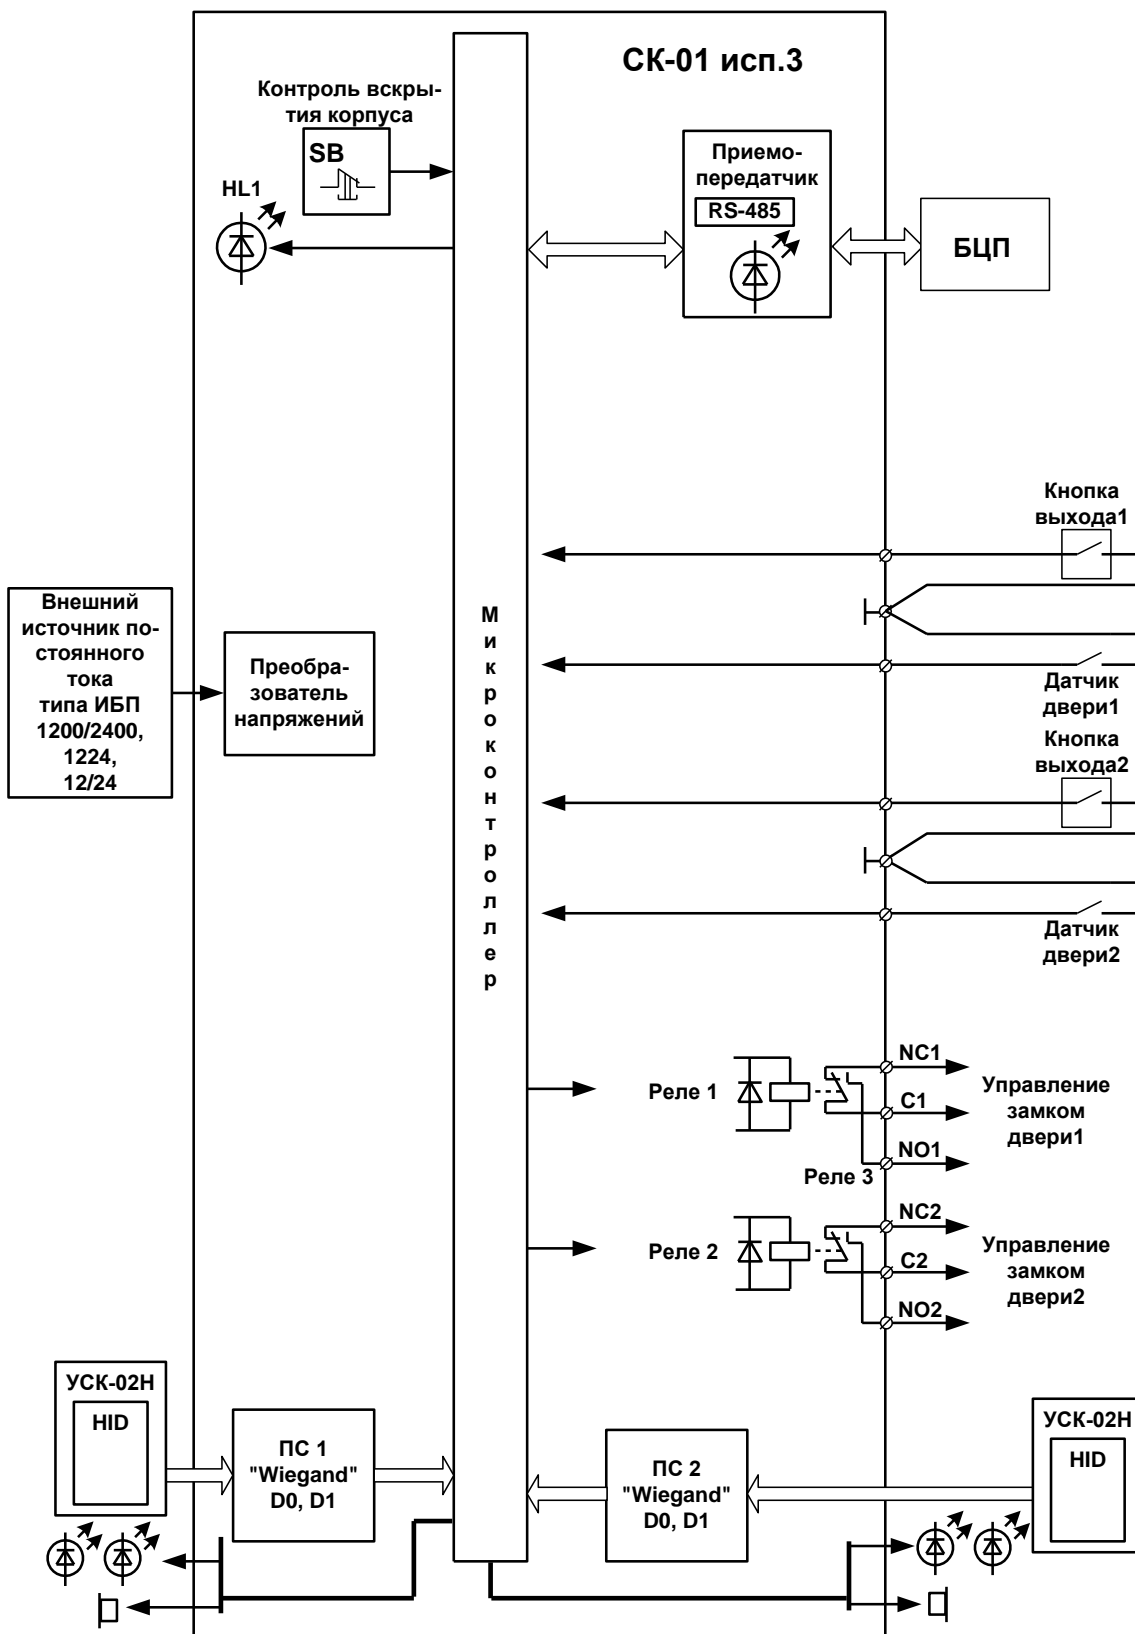 СК-01 исп.3
Контроль вскры-
тия корпуса
SB
HL1
Приемо-
передатчик
RS-485
БЦП
Кнопка
выхода1
Датчик
двери1
Кнопка
выхода2
Датчик
двери2
Внешний
источник по-
стоянного
тока
типа ИБП
1200/2400,
1224,
12/24
Преобра-
зователь
напряжений
Микроконтроллер
Реле 1
NC1
C1
NO1
Управление
замком
двери1
Реле 3
Реле 2
NC2
C2
NO2
Управление
замком
двери2
УСК-02Н
HID
ПС 1
"Wiegand"
D0, D1
ПС 2
"Wiegand"
D0, D1
УСК-02Н
HID